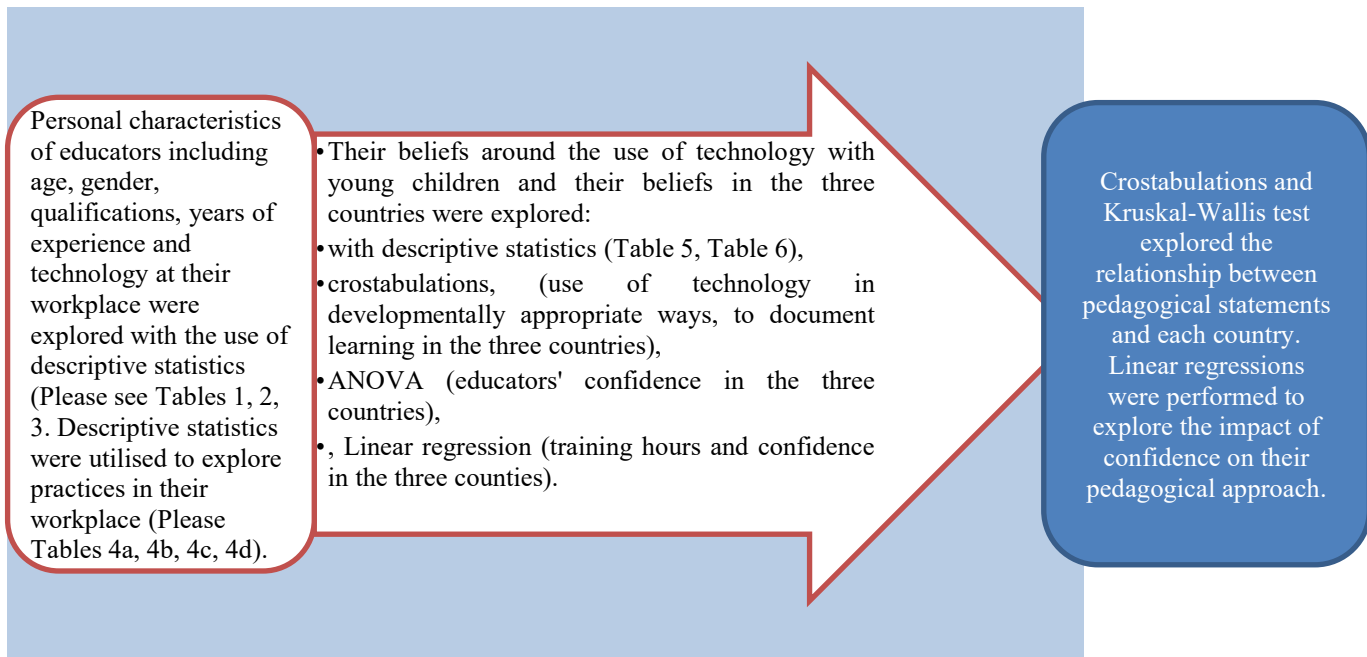 Personal characteristics
of educators including
age, gender,
qualifications, years of
experience and
technology at their
workplace were
explored with the use of
descriptive statistics
(Please see Tables 1, 2,
3. Descriptive statistics
were utilised to explore
practices in their
workplace (Please
Tables 4a, 4b, 4c, 4d).
•Their beliefs around the use of technology with
young children and their beliefs in the three
countries were explored:
•with descriptive statistics (Table 5, Table 6),
•crostabulations, (use of technology in
developmentally appropriate ways, to document
learning in the three countries),
•ANOVA (educators' confidence in the three
countries),
•, Linear regression (training hours and confidence
in the three counties).
Crostabulations and
Kruskal-Wallis test
explored the
relationship between
pedagogical statements
and each country.
Linear regressions
were performed to
explore the impact of
confidence on their
pedagogical approach.